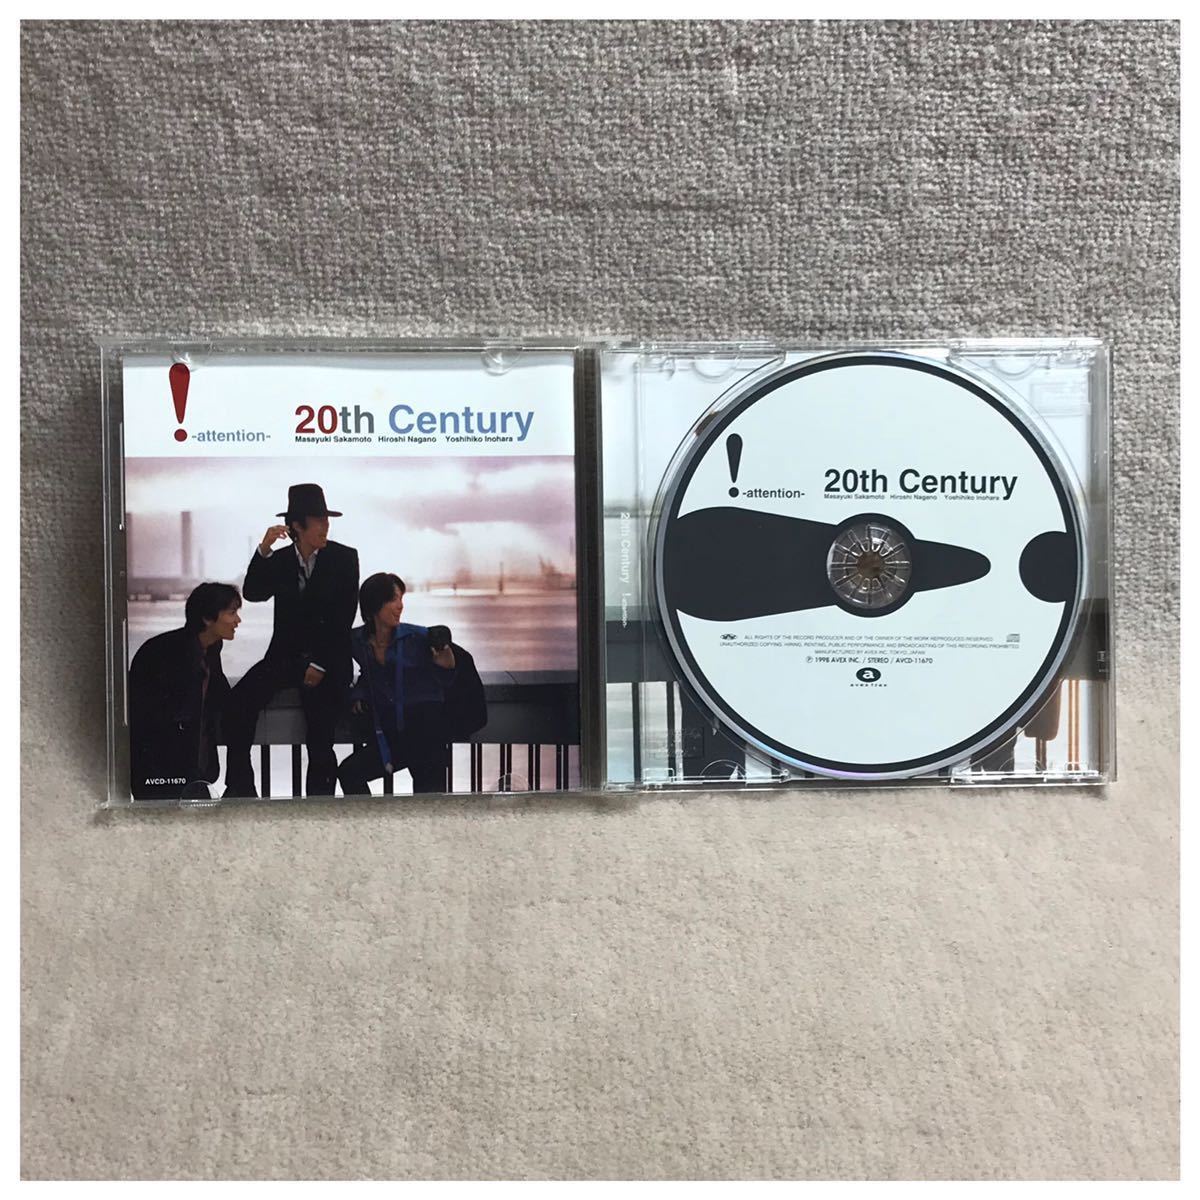 ! -attention-
20th Century
Masayuki Sakamoto Hiroshi Nagano Yoshihiko Inohara
AVCD-11670
20th Century ! -attention-
! -attention-
20th Century
Masayuki Sakamoto Hiroshi Nagano Yoshihiko Inohara
ALL RIGHTS OF THE RECORD PRODUCER AND OF THE OWNER OF THE WORK REPRODUCED RESERVED.
UNAUTHORIZED COPYING, HIRING, RENTING, PUBLIC PERFORMANCE AND BROADCASTING OF THIS RECORDING PROHIBITED.
MANUFACTURED BY AVEX INC. TOKYO, JAPAN
Ⓟ 1998 AVEX INC. / STEREO / AVCD-11670
a
avex trax